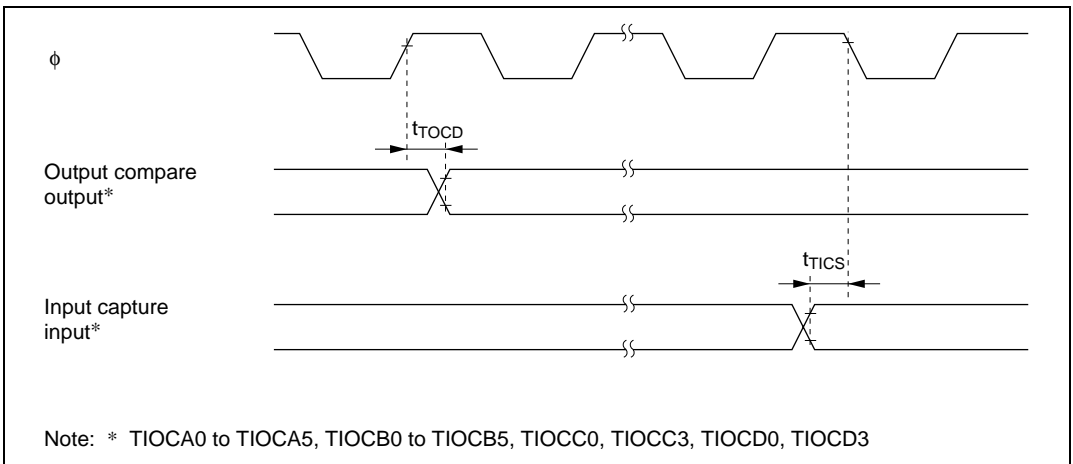 ϕ
tTOCD
Output compare
output*
tTICS
Input capture
input*
Note: * TIOCA0 to TIOCA5, TIOCB0 to TIOCB5, TIOCC0, TIOCC3, TIOCD0, TIOCD3